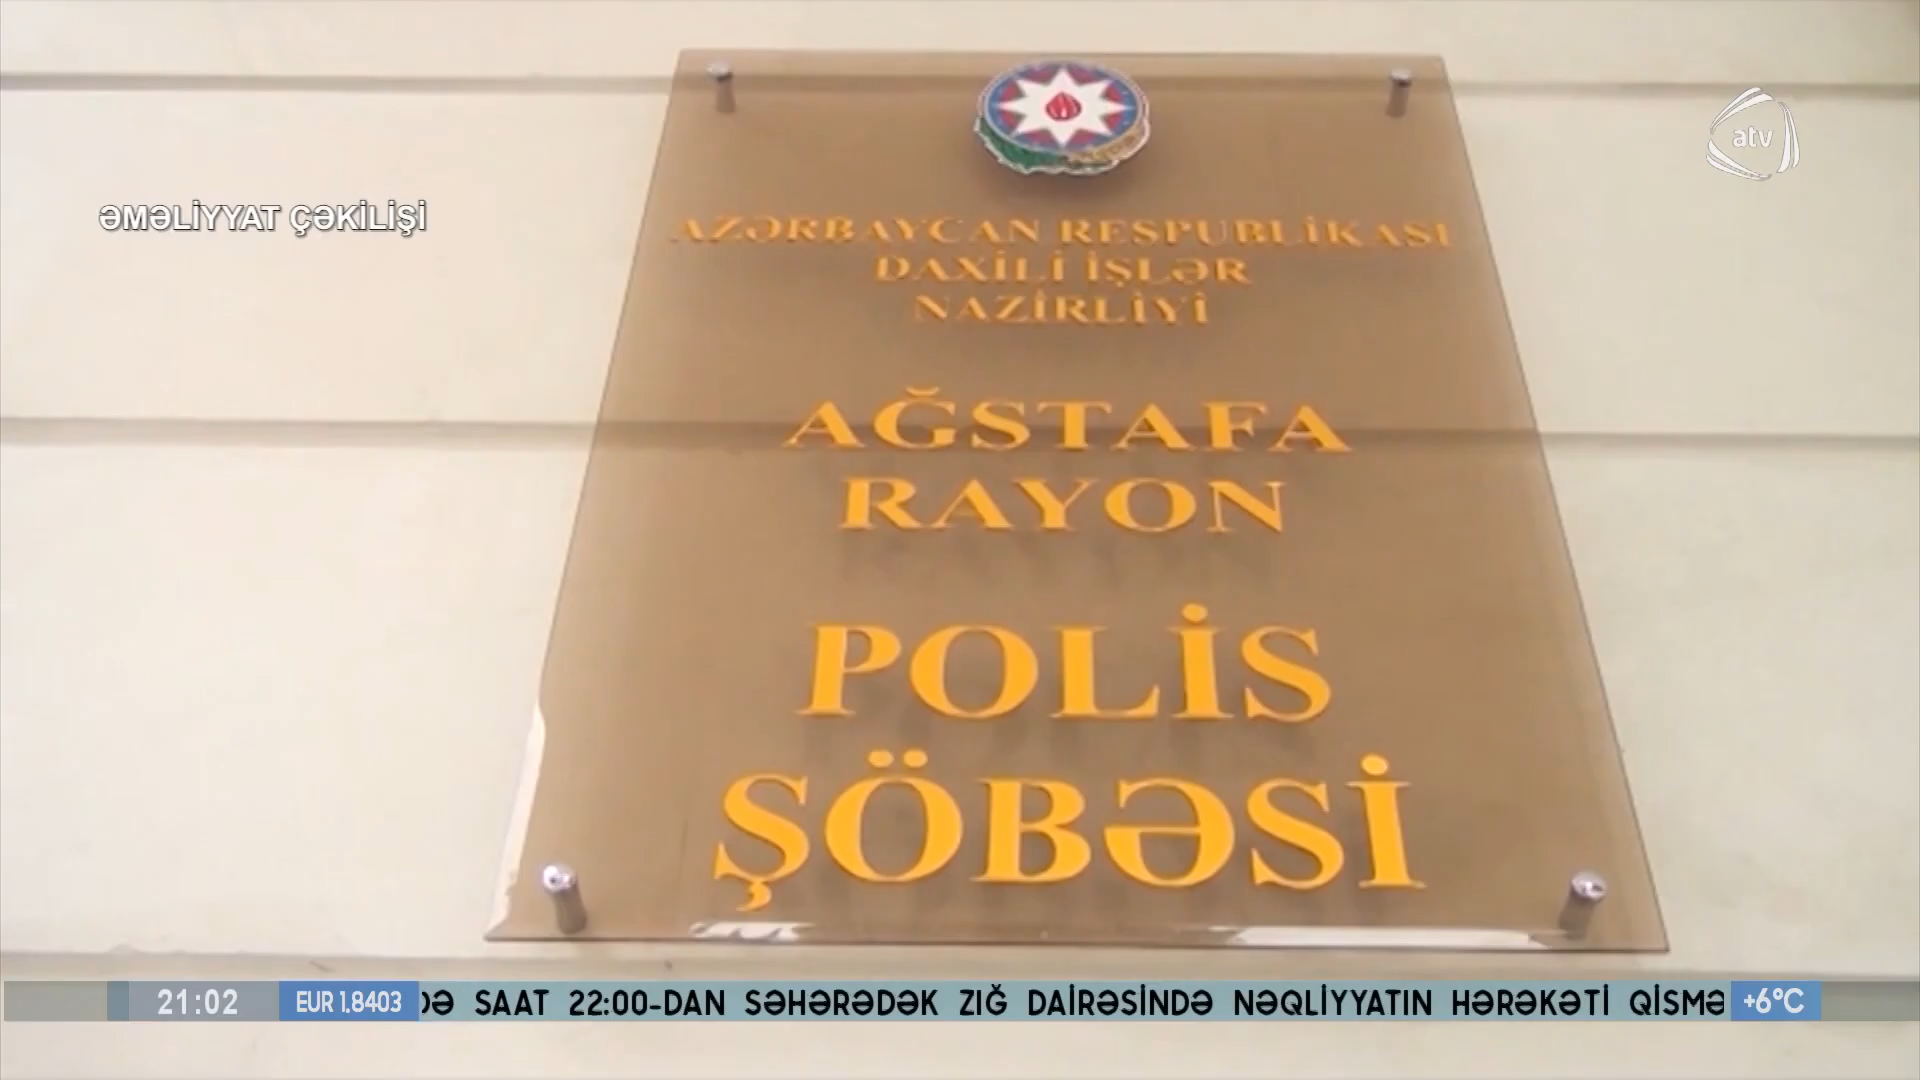 atv
ƏMƏLİYYAT ÇƏKİLİŞİ
AZƏRBAYCAN RESPUBLİKASI
DAXİLİ İŞLƏR
NAZİRLİYİ
AĞSTAFA
RAYON
POLİS
ŞÖBƏSİ
21:02 EUR 1.8403 SAAT 22:00-DAN SƏHƏRƏDƏK ZIĞ DAİRƏSİNDƏ NƏQLİYYATIN HƏRƏKƏTİ QİSMƏ +6°C